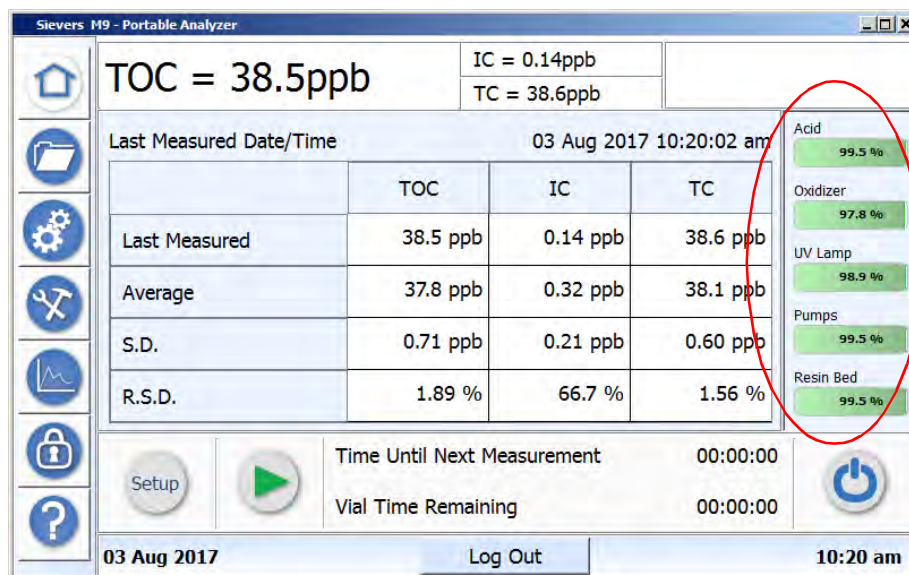 Sievers M9 - Portable Analyzer
TOC = 38.5ppb
IC = 0.14ppb
TC = 38.6ppb
Last Measured Date/Time 03 Aug 2017 10:20:02 am
TOC IC TC
Last Measured 38.5 ppb 0.14 ppb 38.6 ppb
Average 37.8 ppb 0.32 ppb 38.1 ppb
S.D. 0.71 ppb 0.21 ppb 0.60 ppb
R.S.D. 1.89 % 66.7 % 1.56 %
Acid
99.5 %
Oxidizer
97.8 %
UV Lamp
98.9 %
Pumps
99.5 %
Resin Bed
99.5 %
Setup
Time Until Next Measurement 00:00:00
Vial Time Remaining 00:00:00
?
03 Aug 2017 Log Out 10:20 am